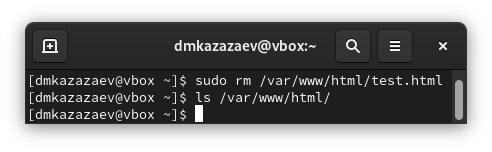 dmkazazaev@vbox:~
[dmkazazaev@vbox ~]$ sudo rm /var/www/html/test.html
[dmkazazaev@vbox ~]$ ls /var/www/html/
[dmkazazaev@vbox ~]$